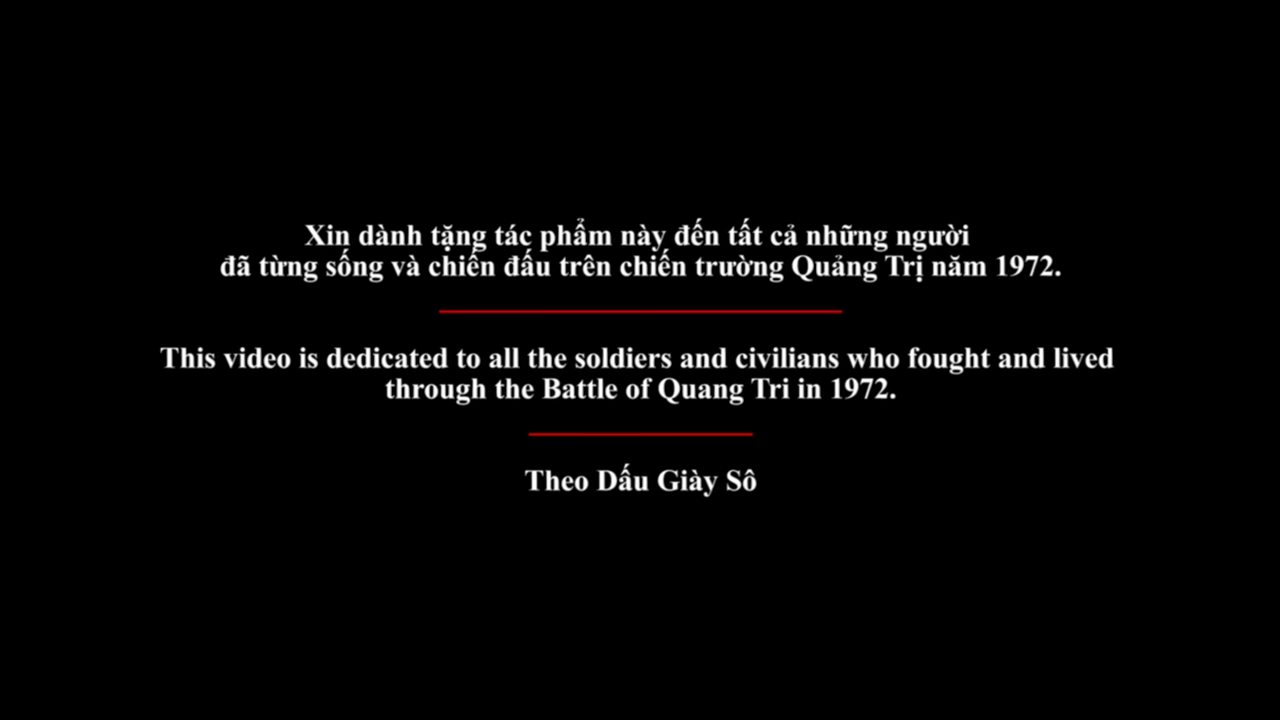 Xin dành tặng tác phẩm này đến tất cả những người
đã từng sống và chiến đấu trên chiến trường Quảng Trị năm 1972.
This video is dedicated to all the soldiers and civilians who fought and lived
through the Battle of Quang Tri in 1972.
Theo Dấu Giày Sô